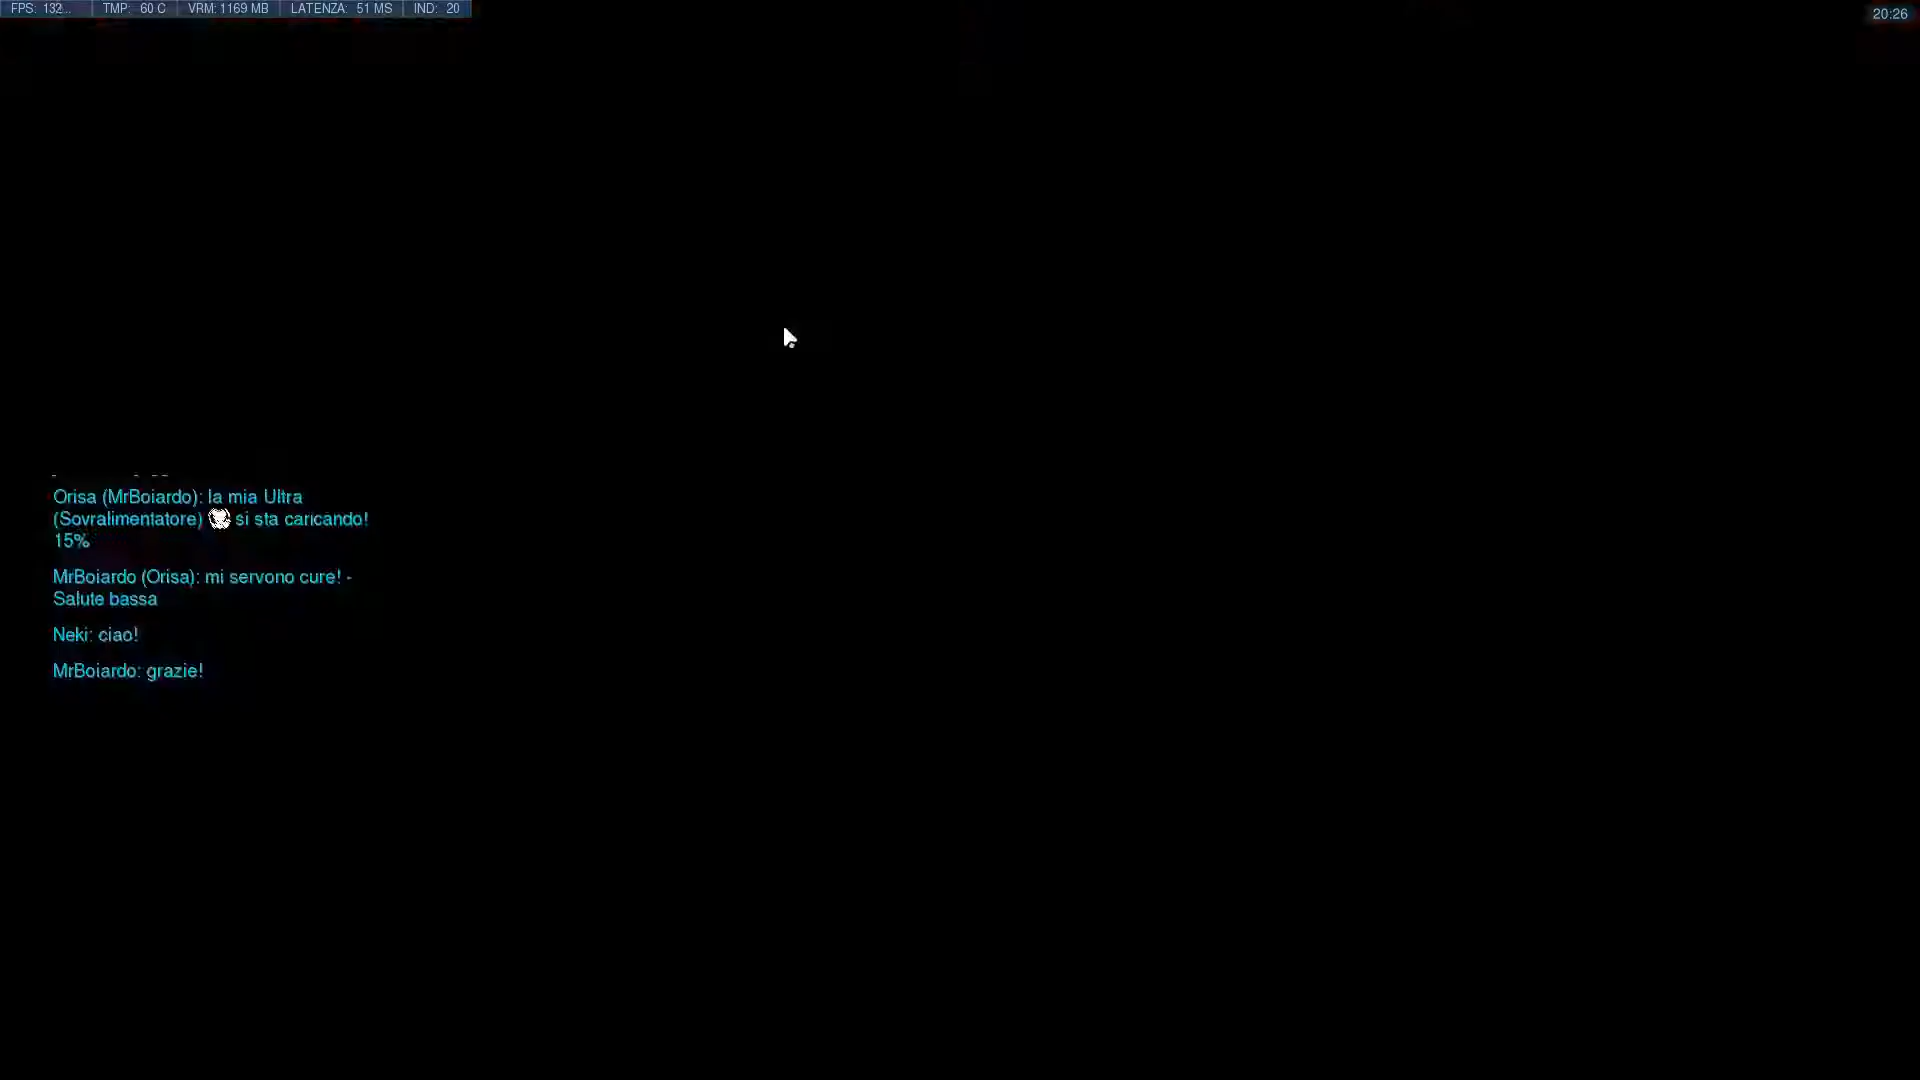 FPS: 132... TMP: 60 C VRM: 1169 MB LATENZA: 51 MS IND: 20
20:26
Orisa (MrBoiardo): la mia Ultra
(Sovralimentatore) si sta caricando!
15%
MrBoiardo (Orisa): mi servono cure! -
Salute bassa
Neki: ciao!
MrBoiardo: grazie!